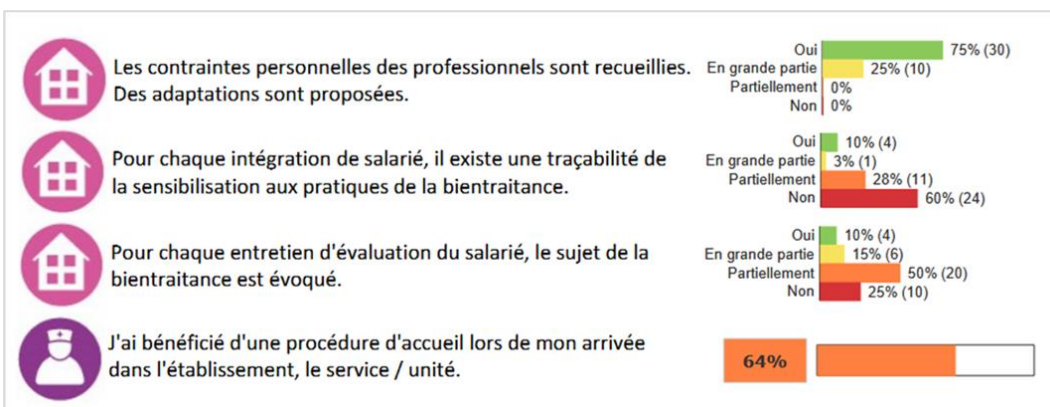 Les contraintes personnelles des professionnels sont recueillies.
Des adaptations sont proposées.
Oui 75% (30)
En grande partie 25% (10)
Partiellement 0%
Non 0%
Pour chaque intégration de salarié, il existe une traçabilité de
la sensibilisation aux pratiques de la bientraitance.
Oui 10% (4)
En grande partie 3% (1)
Partiellement 28% (11)
Non 60% (24)
Pour chaque entretien d'évaluation du salarié, le sujet de la
bientraitance est évoqué.
Oui 10% (4)
En grande partie 15% (6)
Partiellement 50% (20)
Non 25% (10)
J'ai bénéficié d'une procédure d'accueil lors de mon arrivée
dans l'établissement, le service / unité.
64%